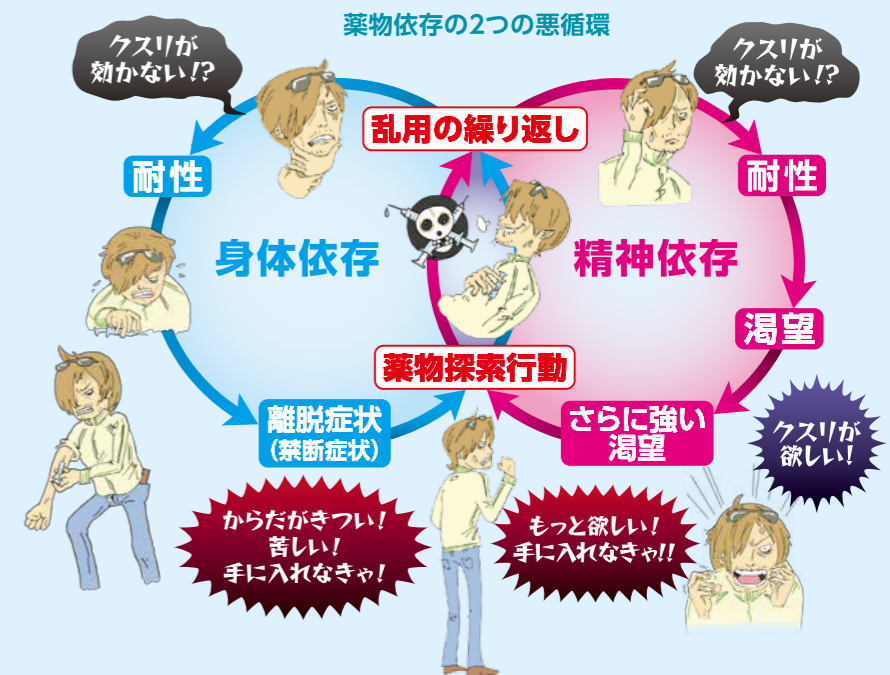 薬物依存の2つの悪循環
クスリが
効かない!?
クスリが
効かない!?
乱用の繰り返し
耐性
耐性
身体依存
精神依存
渇望
薬物探索行動
離脱症状
(禁断症状)
さらに強い
渇望
クスリが
欲しい!
からだがきつい!
苦しい!
手に入れなきゃ!
もっと欲しい!
手に入れなきゃ!!